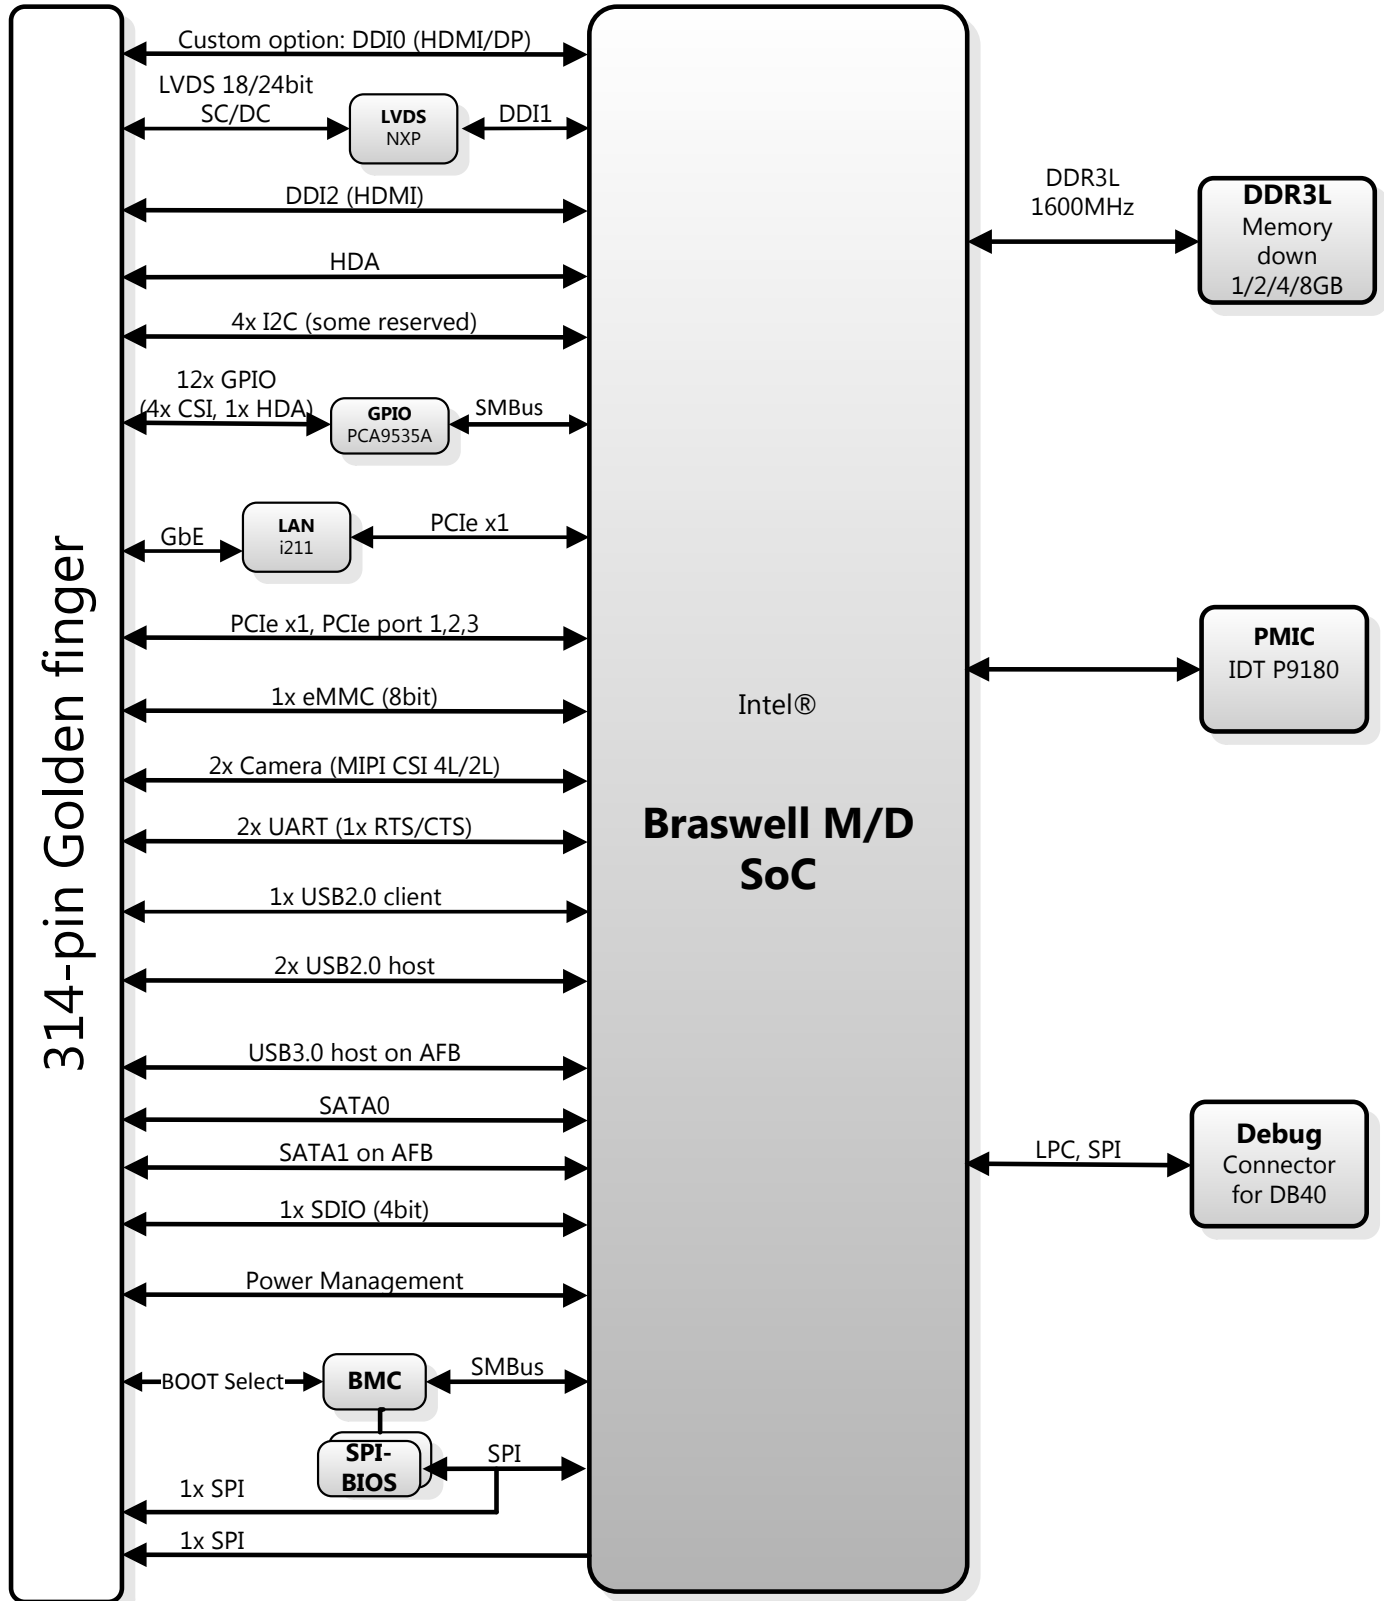 314-pin Golden finger
Custom option: DDI0 (HDMI/DP)
LVDS 18/24bit
SC/DC
LVDS
NXP
DDI1
DDI2 (HDMI)
HDA
4x I2C (some reserved)
12x GPIO
(4x CSI, 1x HDA)
GPIO
PCA9535A
SMBus
GbE
LAN
i211
PCIe x1
PCIe x1, PCIe port 1,2,3
1x eMMC (8bit)
2x Camera (MIPI CSI 4L/2L)
2x UART (1x RTS/CTS)
1x USB2.0 client
2x USB2.0 host
USB3.0 host on AFB
SATA0
SATA1 on AFB
1x SDIO (4bit)
Power Management
BOOT Select
BMC
SMBus
SPI-
BIOS
SPI
1x SPI
1x SPI
Intel®
Braswell M/D
SoC
DDR3L
1600MHz
DDR3L
Memory
down
1/2/4/8GB
PMIC
IDT P9180
LPC, SPI
Debug
Connector
for DB40